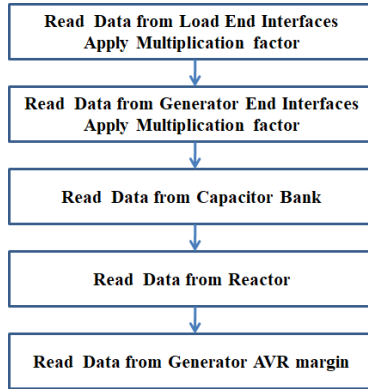 Read Data from Load End Interfaces
Apply Multiplication factor
Read Data from Generator End Interfaces
Apply Multiplication factor
Read Data from Capacitor Bank
Read Data from Reactor
Read Data from Generator AVR margin